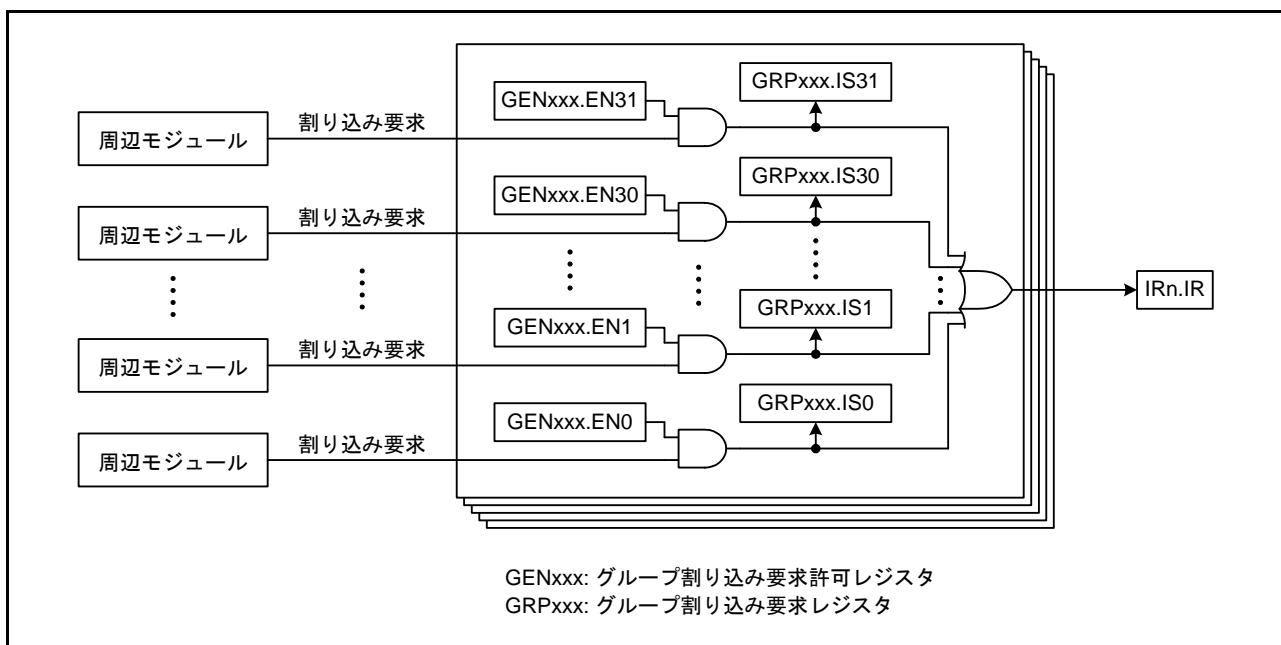 GRPxxx.IS31
GENxxx.EN31
割り込み要求
周辺モジュール
GRPxxx.IS30
GENxxx.EN30
割り込み要求
周辺モジュール
GRPxxx.IS1
IRn.IR
GENxxx.EN1
割り込み要求
周辺モジュール
GRPxxx.IS0
GENxxx.EN0
割り込み要求
周辺モジュール
GENxxx: グループ割り込み要求許可レジスタ
GRPxxx: グループ割り込み要求レジスタ